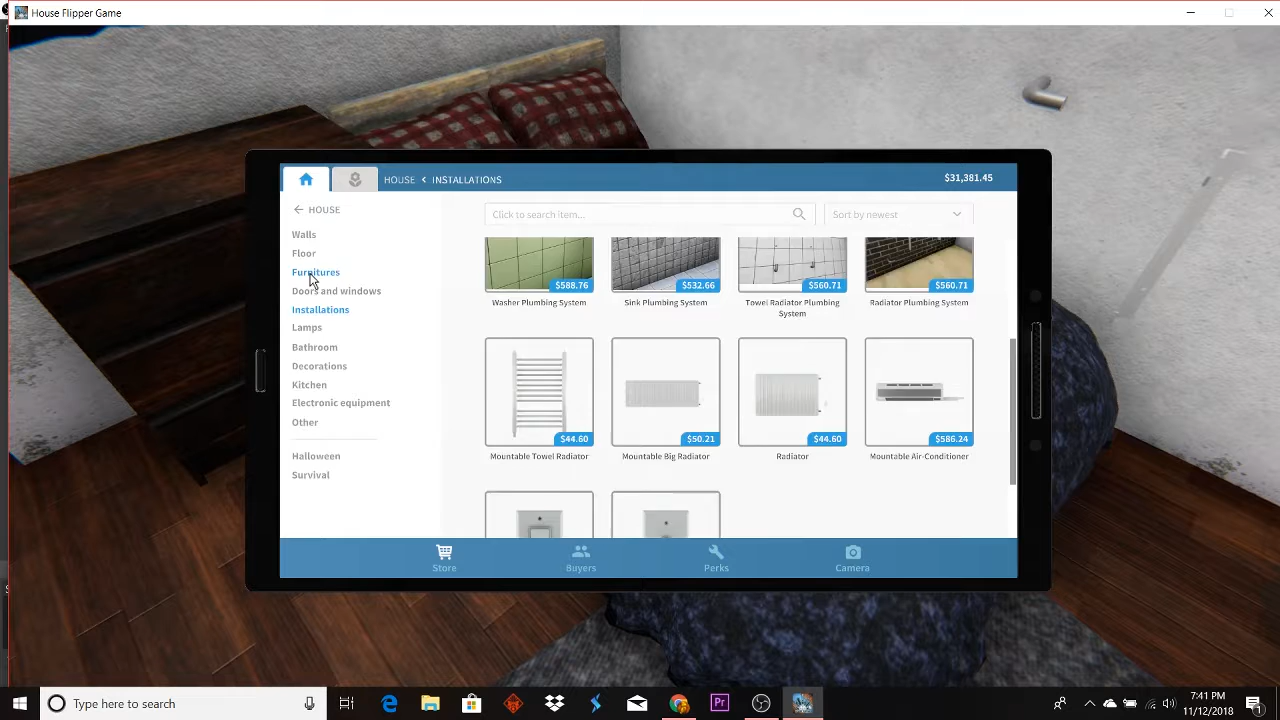 House Flipper Game
HOUSE < INSTALLATIONS
$31,381.45
HOUSE
Click to search item...
Sort by newest
Walls
Floor
Furnitures
Doors and windows
Installations
Lamps
Bathroom
Decorations
Kitchen
Electronic equipment
Other
Halloween
Survival
$588.76
$532.66
$560.71
$560.71
Washer Plumbing System
Sink Plumbing System
Towel Radiator Plumbing
System
Radiator Plumbing System
$44.60
$50.21
$44.60
$586.24
Mountable Towel Radiator
Mountable Big Radiator
Radiator
Mountable Air-Conditioner
Store
Buyers
Perks
Camera
Type here to search
Pr
7:41 PM
11/12/2018